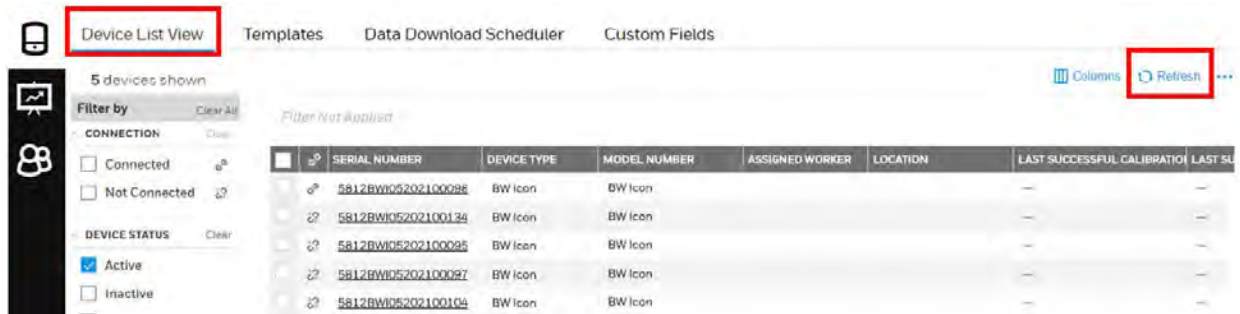 Device List View Templates Data Download Scheduler Custom Fields
5 devices shown
Columns Refresh ...
Filter by Clear All
Filter Not Applied
CONNECTION Clear
SERIAL NUMBER DEVICE TYPE MODEL NUMBER ASSIGNED WORKER LOCATION LAST SUCCESSFUL CALIBRATIO LAST SU
Connected
5812BWI05202100098 BW Icon BW Icon — —
Not Connected
5812BWI05202100134 BW Icon BW Icon — —
DEVICE STATUS Clear
5812BWI05202100095 BW Icon BW Icon — —
Active
5812BWI05202100097 BW Icon BW Icon — —
Inactive
5812BWI05202100104 BW Icon BW Icon — —